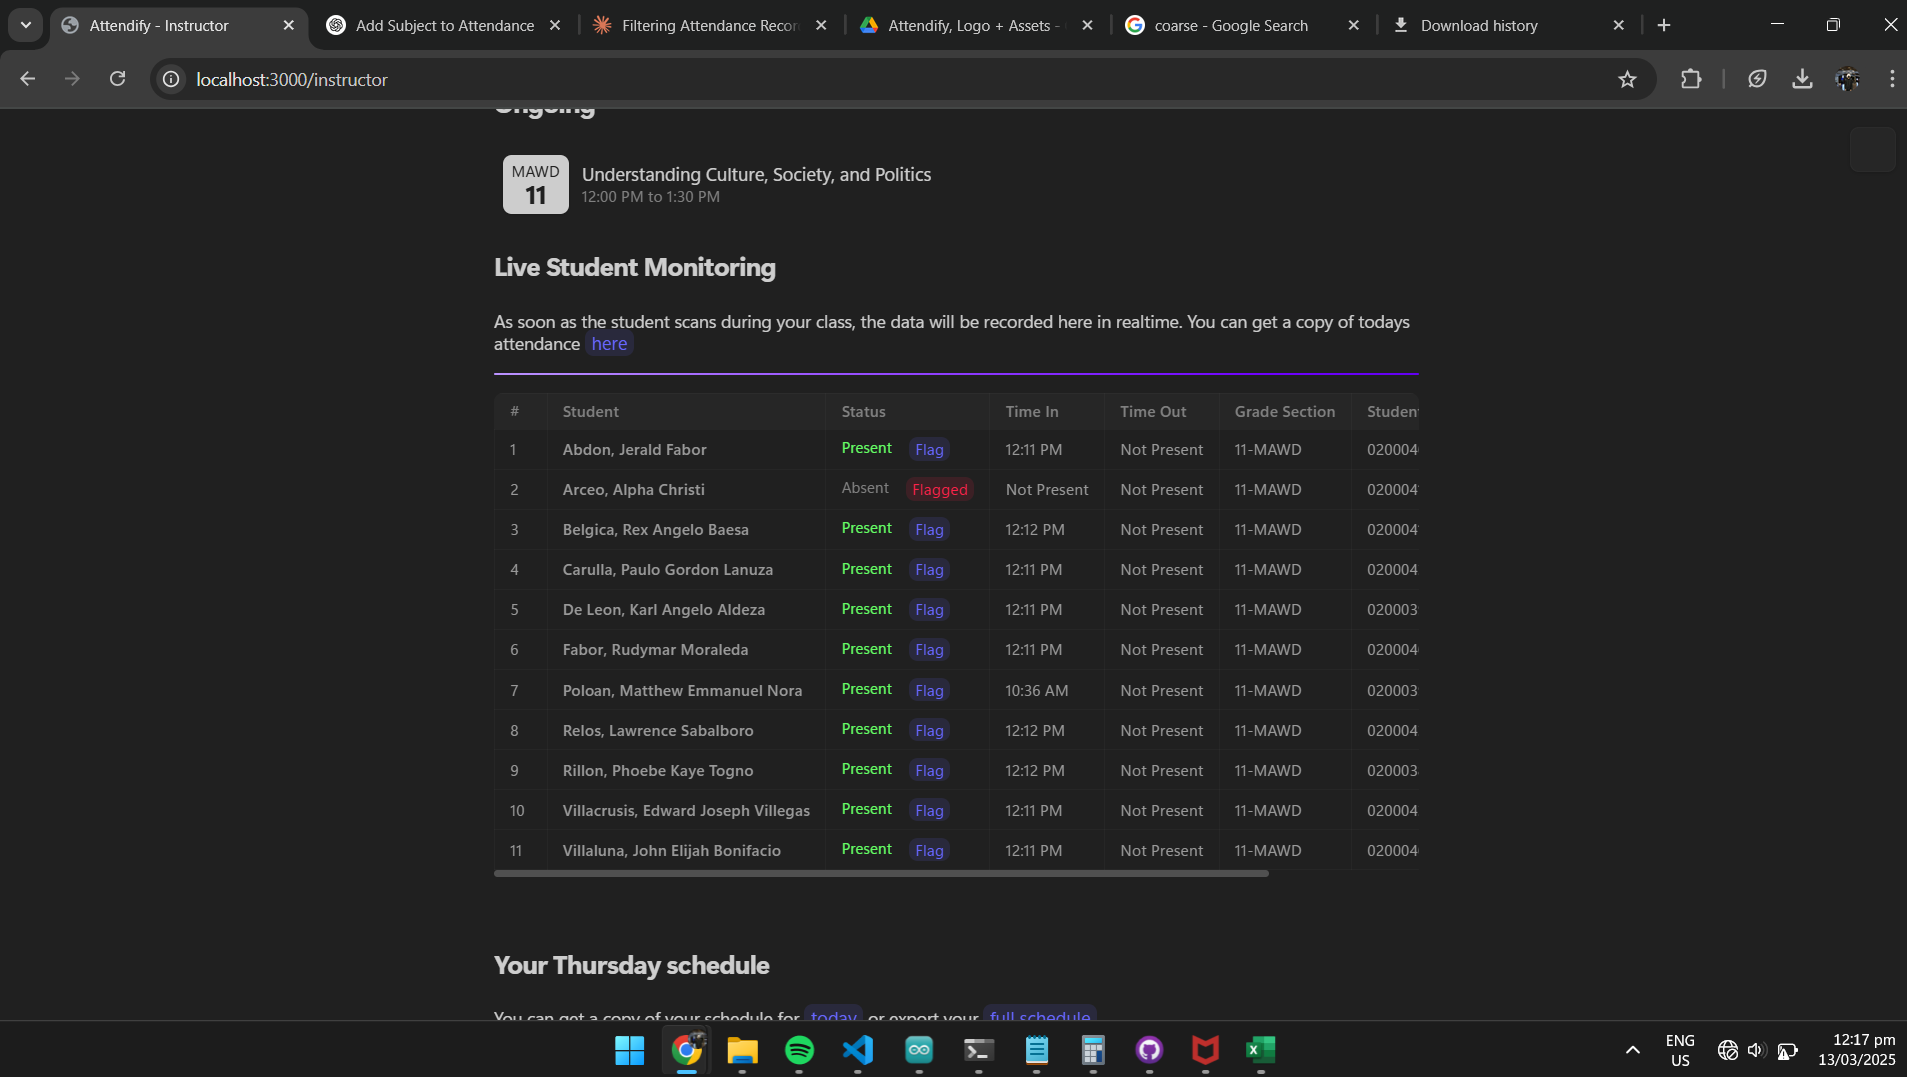 Attendify - Instructor
Add Subject to Attendance
Filtering Attendance Recor
Attendify, Logo + Assets -
coarse - Google Search
Download history
localhost:3000/instructor
Ongoing
MAWD
11
Understanding Culture, Society, and Politics
12:00 PM to 1:30 PM
Live Student Monitoring
As soon as the student scans during your class, the data will be recorded here in realtime. You can get a copy of todays
attendance here
# Student Status Time In Time Out Grade Section Studen
1 Abdon, Jerald Fabor Present Flag 12:11 PM Not Present 11-MAWD 020004
2 Arceo, Alpha Christi Absent Flagged Not Present Not Present 11-MAWD 020004
3 Belgica, Rex Angelo Baesa Present Flag 12:12 PM Not Present 11-MAWD 020004
4 Carulla, Paulo Gordon Lanuza Present Flag 12:11 PM Not Present 11-MAWD 020004
5 De Leon, Karl Angelo Aldeza Present Flag 12:11 PM Not Present 11-MAWD 020003
6 Fabor, Rudymar Moraleda Present Flag 12:11 PM Not Present 11-MAWD 020004
7 Poloan, Matthew Emmanuel Nora Present Flag 10:36 AM Not Present 11-MAWD 020003
8 Relos, Lawrence Sabalboro Present Flag 12:12 PM Not Present 11-MAWD 020004
9 Rillon, Phoebe Kaye Togno Present Flag 12:12 PM Not Present 11-MAWD 020003
10 Villacrusis, Edward Joseph Villegas Present Flag 12:11 PM Not Present 11-MAWD 020004
11 Villaluna, John Elijah Bonifacio Present Flag 12:11 PM Not Present 11-MAWD 020004
Your Thursday schedule
You can get a copy of your schedule for today or export your full schedule
ENG
US
12:17 pm
13/03/2025